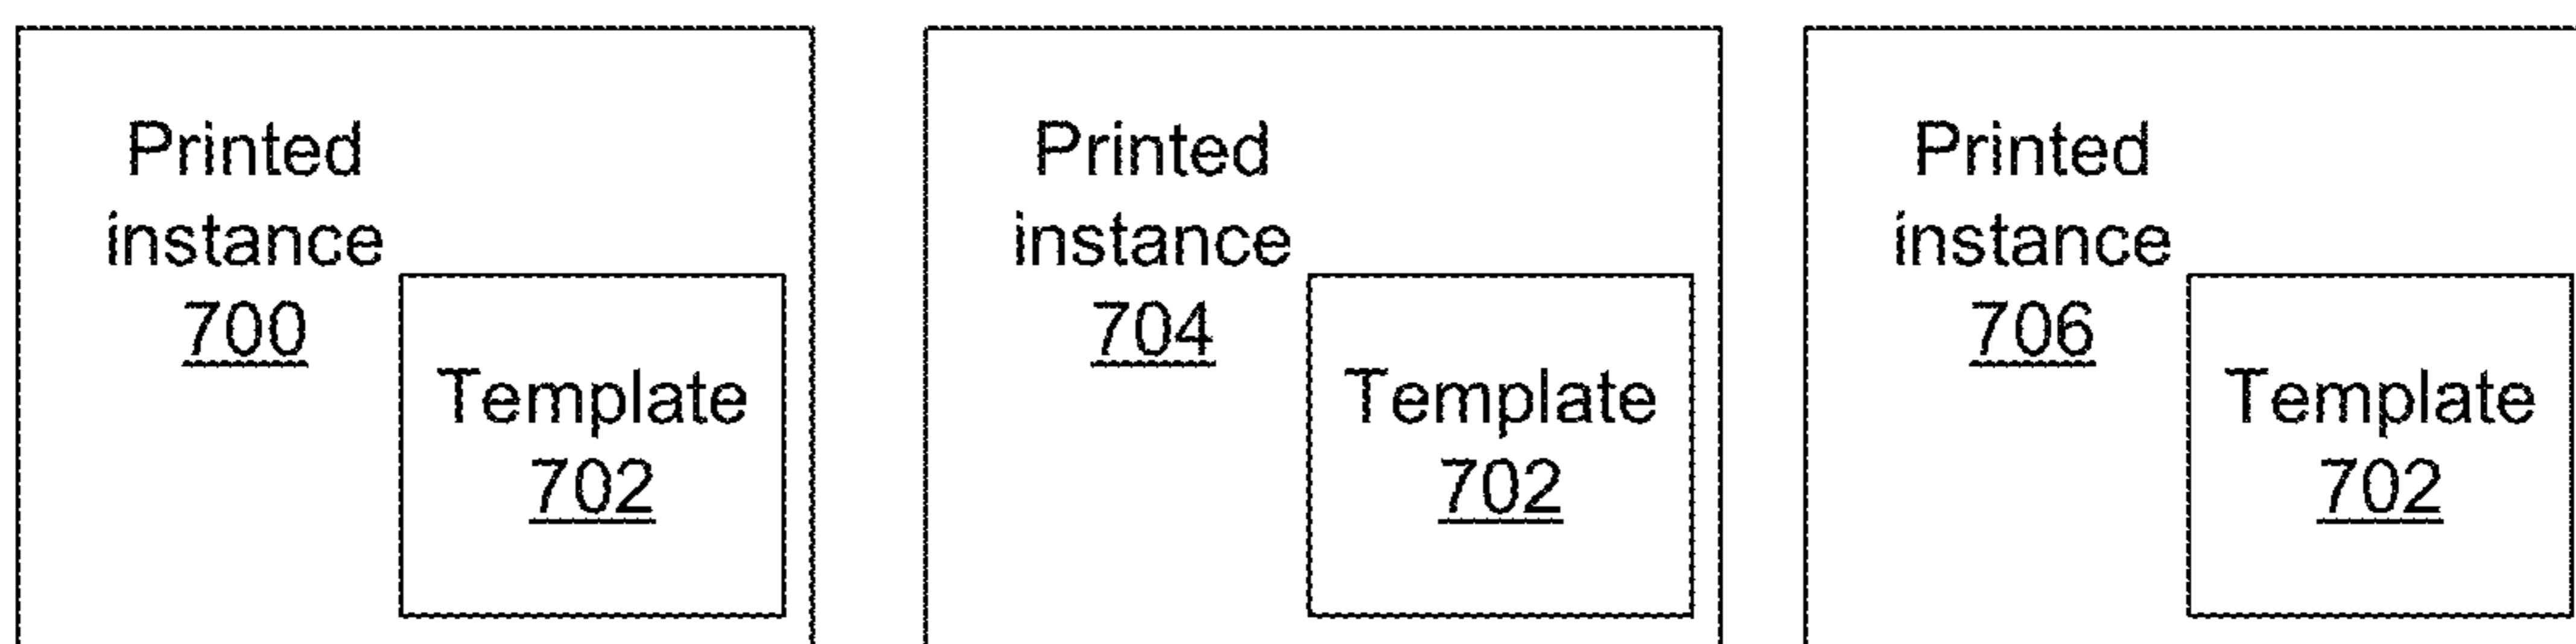 Printed
instance
700
Template
702
Printed
instance
704
Template
702
Printed
instance
706
Template
702